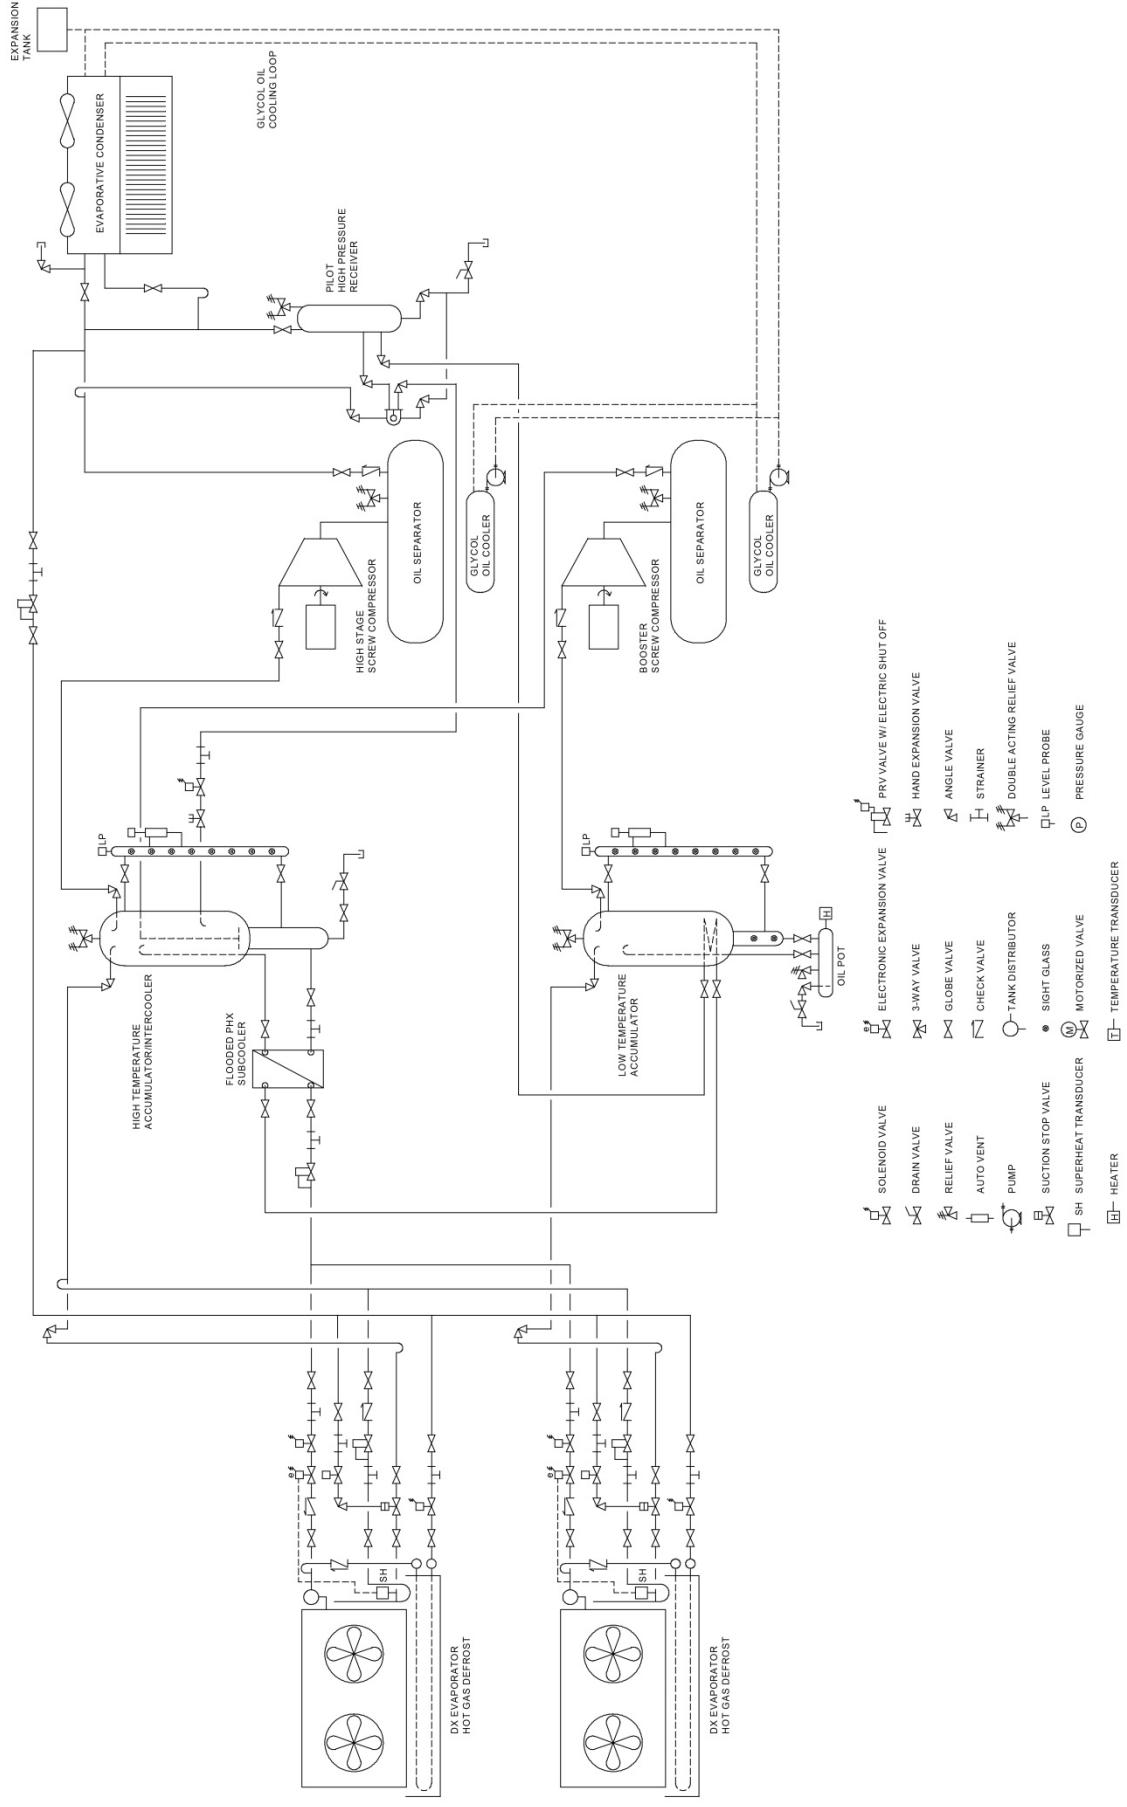 EXPANSION
TANK
EVAPORATIVE CONDENSER
GLYCOL OIL
COOLING LOOP
PILOT
HIGH PRESSURE
RECEIVER
OIL SEPARATOR
GLYCOL
OIL COOLER
HIGH STAGE
SCREW COMPRESSOR
OIL SEPARATOR
GLYCOL
OIL COOLER
BOOSTER
SCREW COMPRESSOR
LP
HIGH TEMPERATURE
ACCUMULATOR/INTERCOOLER
FLOODED PHX
SUBCOOLER
LP
LOW TEMPERATURE
ACCUMULATOR
H
OIL POT
e
SH
DX EVAPORATOR
HOT GAS DEFROST
e
SH
DX EVAPORATOR
HOT GAS DEFROST
SOLENOID VALVE
DRAIN VALVE
RELIEF VALVE
AUTO VENT
PUMP
SUCTION STOP VALVE
SH SUPERHEAT TRANSDUCER
H HEATER
e ELECTRONIC EXPANSION VALVE
3-WAY VALVE
GLOBE VALVE
CHECK VALVE
TANK DISTRIBUTOR
SIGHT GLASS
M MOTORIZED VALVE
T TEMPERATURE TRANSDUCER
PRV VALVE W/ ELECTRIC SHUT OFF
HAND EXPANSION VALVE
ANGLE VALVE
STRAINER
DOUBLE ACTING RELIEF VALVE
LP LEVEL PROBE
P PRESSURE GAUGE